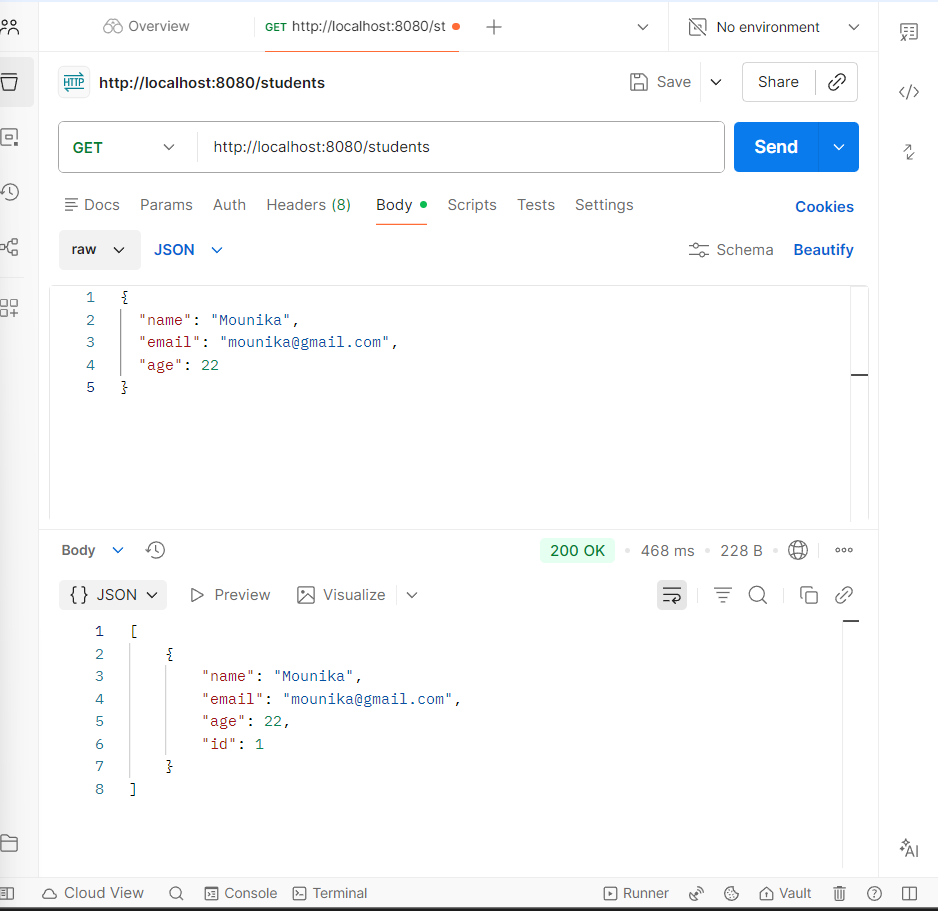 Overview
GET http://localhost:8080/st
No environment
HTTP http://localhost:8080/students
Save
Share
GET http://localhost:8080/students
Send
Docs Params Auth Headers (8) Body Scripts Tests Settings
Cookies
raw JSON
Schema Beautify
1 {
2 "name": "Mounika",
3 "email": "mounika@gmail.com",
4 "age": 22
5 }
Body
200 OK 468 ms 228 B
{} JSON Preview Visualize
1 [
2 {
3 "name": "Mounika",
4 "email": "mounika@gmail.com",
5 "age": 22,
6 "id": 1
7 }
8 ]
AI
Cloud View Console Terminal Runner Vault